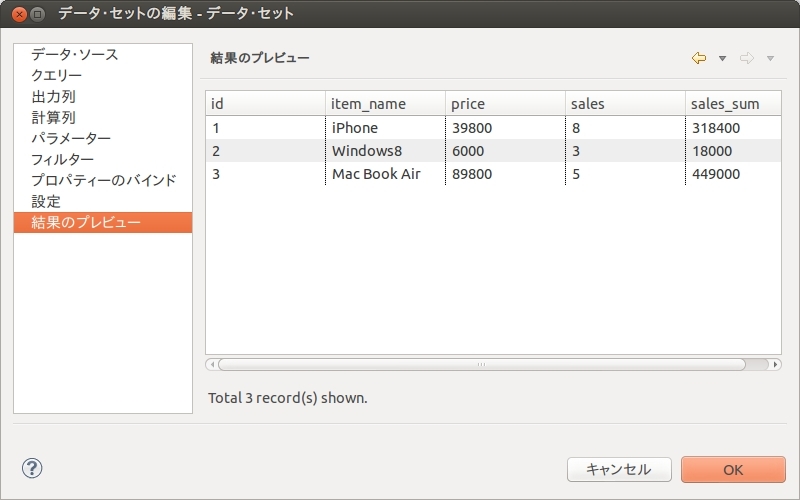 データ・セットの編集 - データ・セット
データ・ソース
クエリー
出力列
計算列
パラメーター
フィルター
プロパティーのバインド
設定
結果のプレビュー
結果のプレビュー
id item_name price sales sales_sum
1 iPhone 39800 8 318400
2 Windows8 6000 3 18000
3 Mac Book Air 89800 5 449000
Total 3 record(s) shown.
?
キャンセル
OK